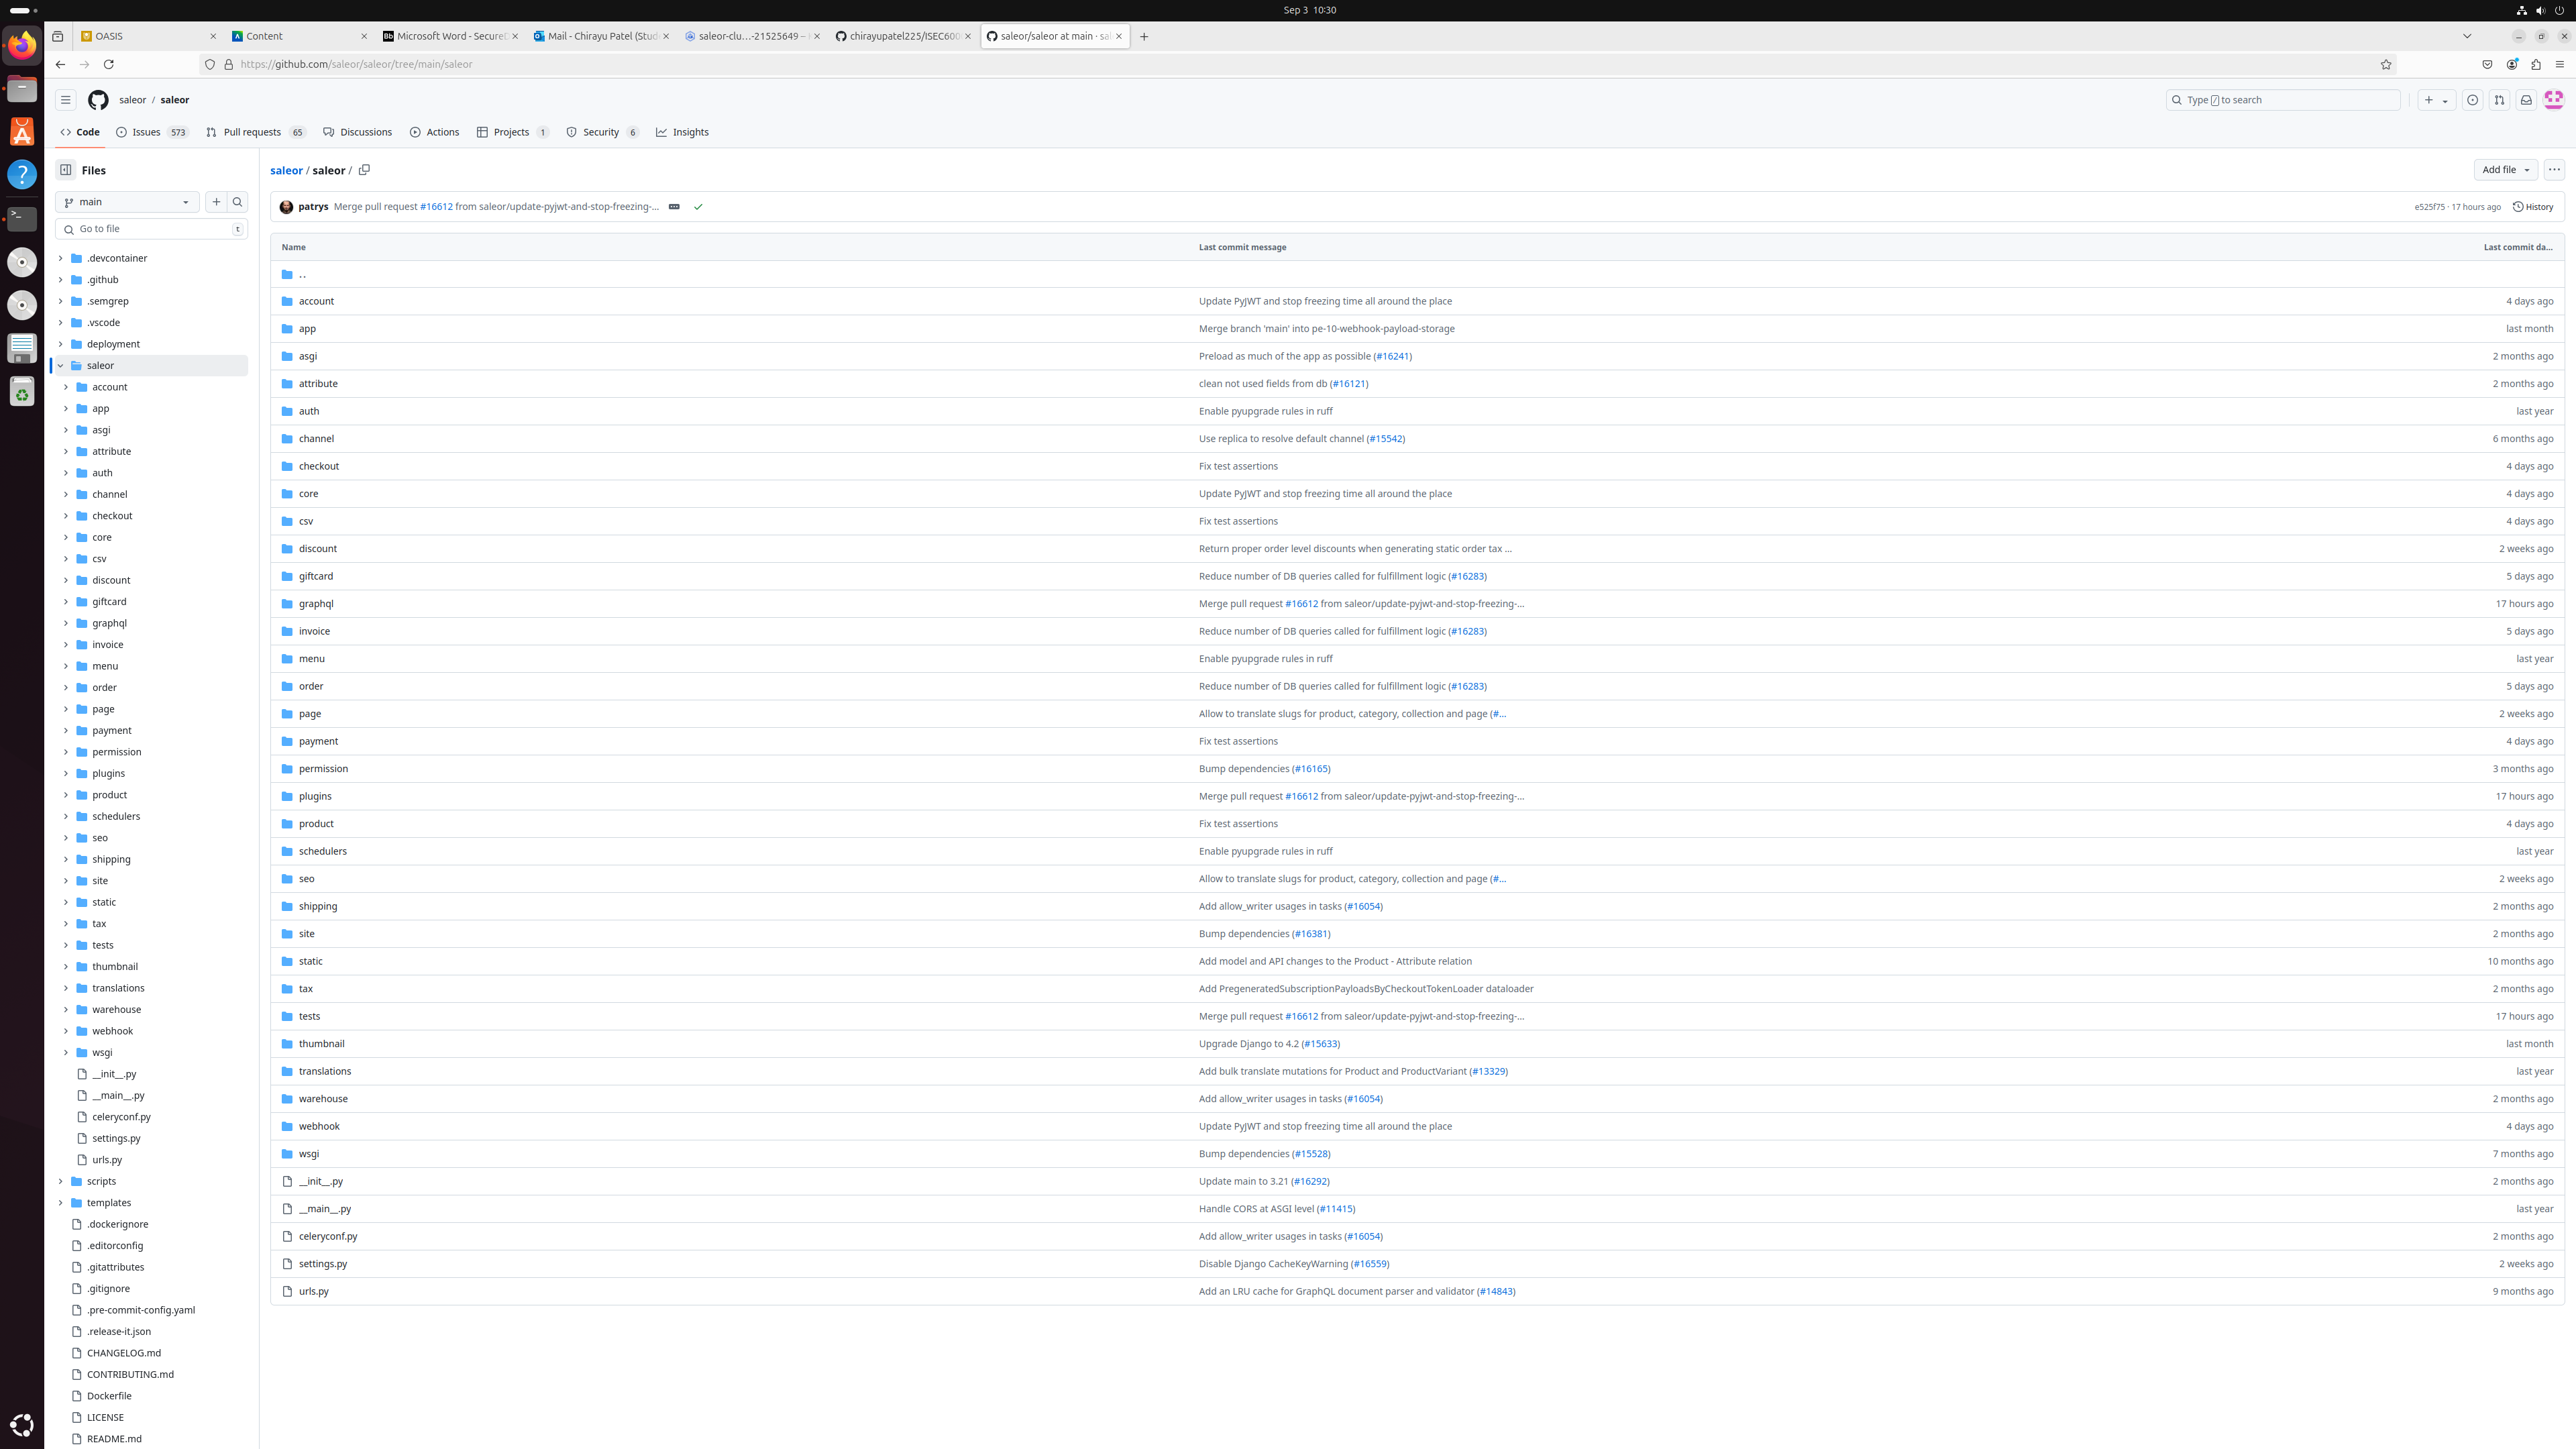 Sep 3 10:30
OASIS
Content
Microsoft Word - SecureD
Mail - Chirayu Patel (Stud
saleor-clu…-21525649 –
chirayupatel225/ISEC600
saleor/saleor at main · sal
https://github.com/saleor/saleor/tree/main/saleor
saleor / saleor
Type / to search
Code
Issues 573
Pull requests 65
Discussions
Actions
Projects 1
Security 6
Insights
Files
main
Go to file
t
.devcontainer
.github
.semgrep
.vscode
deployment
saleor
account
app
asgi
attribute
auth
channel
checkout
core
csv
discount
giftcard
graphql
invoice
menu
order
page
payment
permission
plugins
product
schedulers
seo
shipping
site
static
tax
tests
thumbnail
translations
warehouse
webhook
wsgi
__init__.py
__main__.py
celeryconf.py
settings.py
urls.py
scripts
templates
.dockerignore
.editorconfig
.gitattributes
.gitignore
.pre-commit-config.yaml
.release-it.json
CHANGELOG.md
CONTRIBUTING.md
Dockerfile
LICENSE
README.md
saleor / saleor /
Add file
patrys Merge pull request #16612 from saleor/update-pyjwt-and-stop-freezing-…
e525f75 · 17 hours ago History
Name Last commit message Last commit da…
..
account Update PyJWT and stop freezing time all around the place 4 days ago
app Merge branch 'main' into pe-10-webhook-payload-storage last month
asgi Preload as much of the app as possible (#16241) 2 months ago
attribute clean not used fields from db (#16121) 2 months ago
auth Enable pyupgrade rules in ruff last year
channel Use replica to resolve default channel (#15542) 6 months ago
checkout Fix test assertions 4 days ago
core Update PyJWT and stop freezing time all around the place 4 days ago
csv Fix test assertions 4 days ago
discount Return proper order level discounts when generating static order tax … 2 weeks ago
giftcard Reduce number of DB queries called for fulfillment logic (#16283) 5 days ago
graphql Merge pull request #16612 from saleor/update-pyjwt-and-stop-freezing-… 17 hours ago
invoice Reduce number of DB queries called for fulfillment logic (#16283) 5 days ago
menu Enable pyupgrade rules in ruff last year
order Reduce number of DB queries called for fulfillment logic (#16283) 5 days ago
page Allow to translate slugs for product, category, collection and page (#… 2 weeks ago
payment Fix test assertions 4 days ago
permission Bump dependencies (#16165) 3 months ago
plugins Merge pull request #16612 from saleor/update-pyjwt-and-stop-freezing-… 17 hours ago
product Fix test assertions 4 days ago
schedulers Enable pyupgrade rules in ruff last year
seo Allow to translate slugs for product, category, collection and page (#… 2 weeks ago
shipping Add allow_writer usages in tasks (#16054) 2 months ago
site Bump dependencies (#16381) 2 months ago
static Add model and API changes to the Product - Attribute relation 10 months ago
tax Add PregeneratedSubscriptionPayloadsByCheckoutTokenLoader dataloader 2 months ago
tests Merge pull request #16612 from saleor/update-pyjwt-and-stop-freezing-… 17 hours ago
thumbnail Upgrade Django to 4.2 (#15633) last month
translations Add bulk translate mutations for Product and ProductVariant (#13329) last year
warehouse Add allow_writer usages in tasks (#16054) 2 months ago
webhook Update PyJWT and stop freezing time all around the place 4 days ago
wsgi Bump dependencies (#15528) 7 months ago
__init__.py Update main to 3.21 (#16292) 2 months ago
__main__.py Handle CORS at ASGI level (#11415) last year
celeryconf.py Add allow_writer usages in tasks (#16054) 2 months ago
settings.py Disable Django CacheKeyWarning (#16559) 2 weeks ago
urls.py Add an LRU cache for GraphQL document parser and validator (#14843) 9 months ago